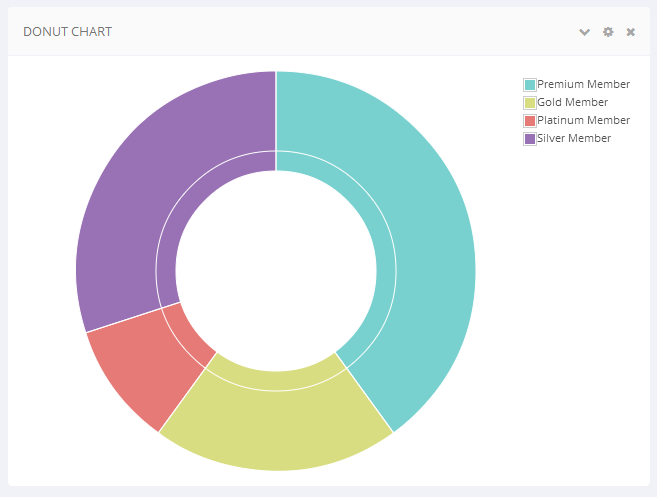 DONUT CHART
Premium Member
Gold Member
Platinum Member
Silver Member